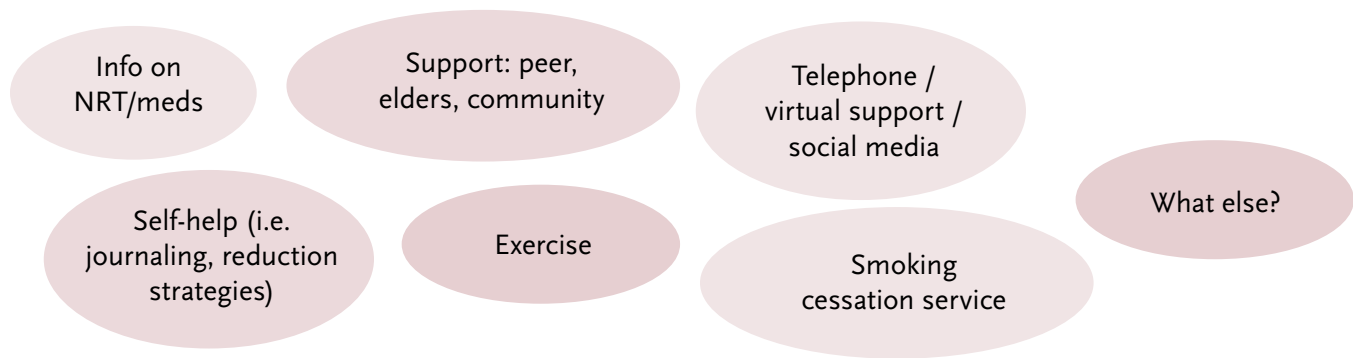 Info on
NRT/meds
Support: peer,
elders, community
Telephone /
virtual support /
social media
What else?
Self-help (i.e.
journaling, reduction
strategies)
Exercise
Smoking
cessation service